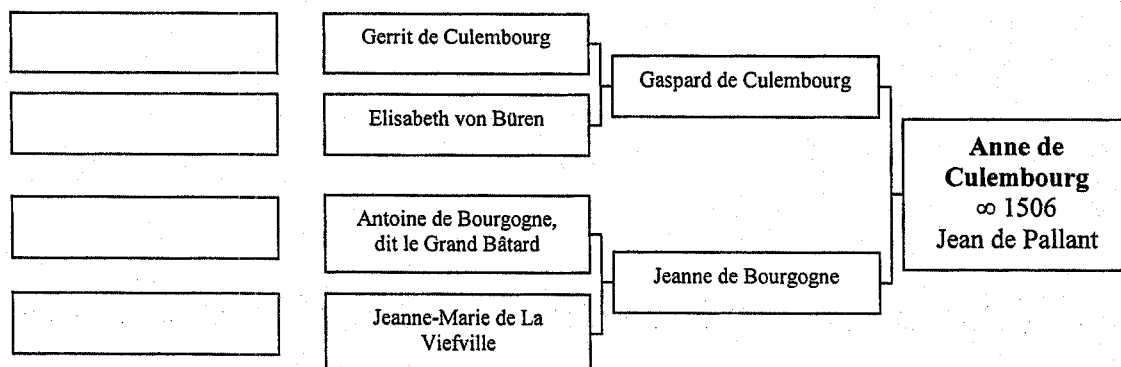 Gerrit de Culembourg
Elisabeth von Büren
Gaspard de Culembourg
Antoine de Bourgogne,
dit le Grand Bâtard
Jeanne-Marie de La
Viefville
Jeanne de Bourgogne
Anne de
Culembourg
∞ 1506
Jean de Pallant